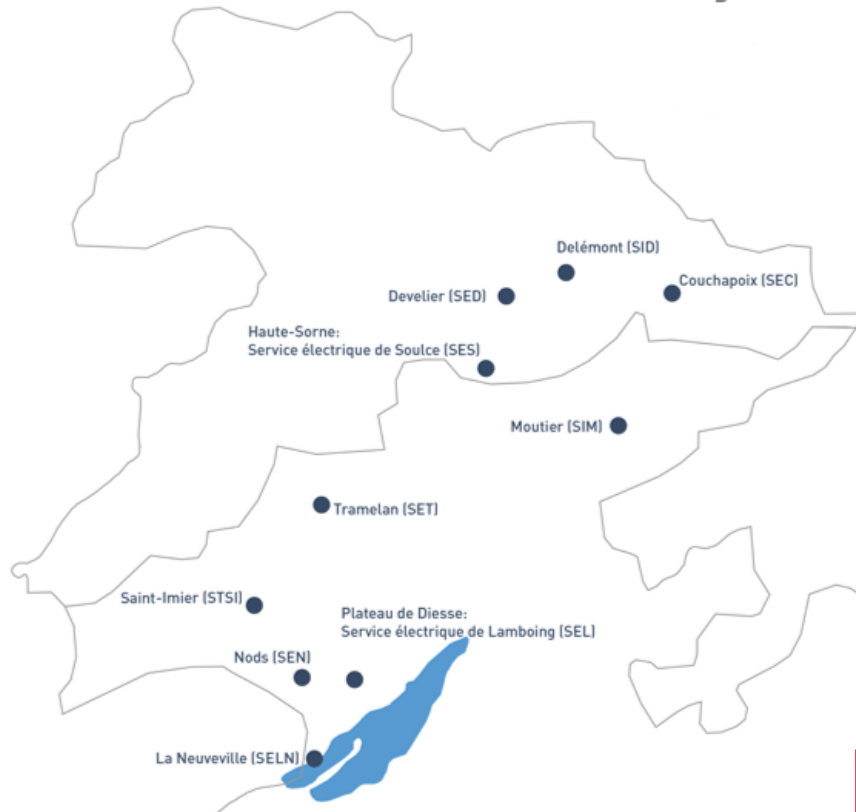 Delémont (SID)
Couchapoix (SEC)
Develier (SED)
Haute-Sorne:
Service électrique de Soulce (SES)
Moutier (SIM)
Tramelan (SET)
Saint-Imier (STSI)
Plateau de Diesse:
Service électrique de Lamboing (SEL)
Nods (SEN)
La Neuveville (SELN)